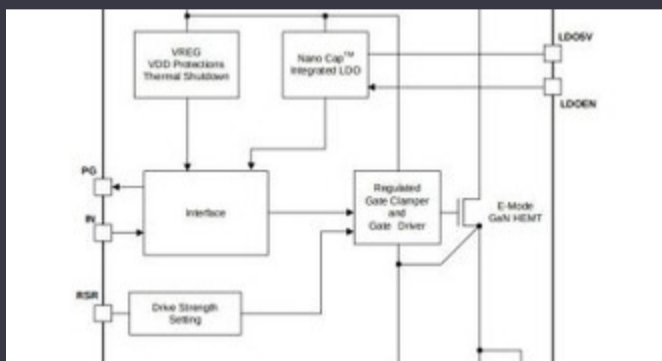 LDO5V
VREG
VDD Protections
Thermal Shutdown
Nano Cap™
Integrated LDO
LDOEN
PG
Interface
Regulated
Gate Clamper
and
Gate Driver
E-Mode
GaN HEMT
IN
RSR
Drive Strength
Setting